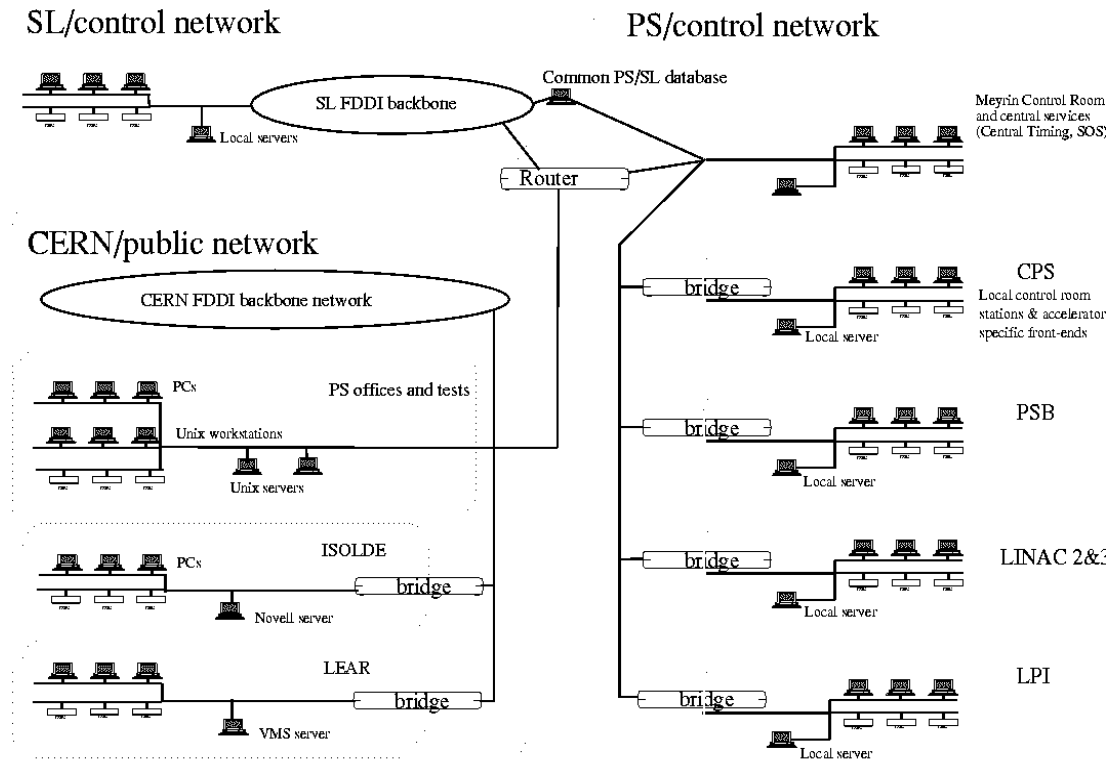 SL/control network
PS/control network
Common PS/SL database
SL FDDI backbone
Local servers
Router
Meyrin Control Room
and central services
(Central Timing, SOS)
CERN/public network
CERN FDDI backbone network
bridge
CPS
Local control room
stations & accelerator
specific front-ends
Local server
PS offices and tests
PCs
Unix workstations
Unix servers
bridge
PSB
Local server
ISOLDE
PCs
bridge
Novell server
bridge
LINAC 2&3
Local server
LEAR
bridge
VMS server
bridge
LPI
Local server